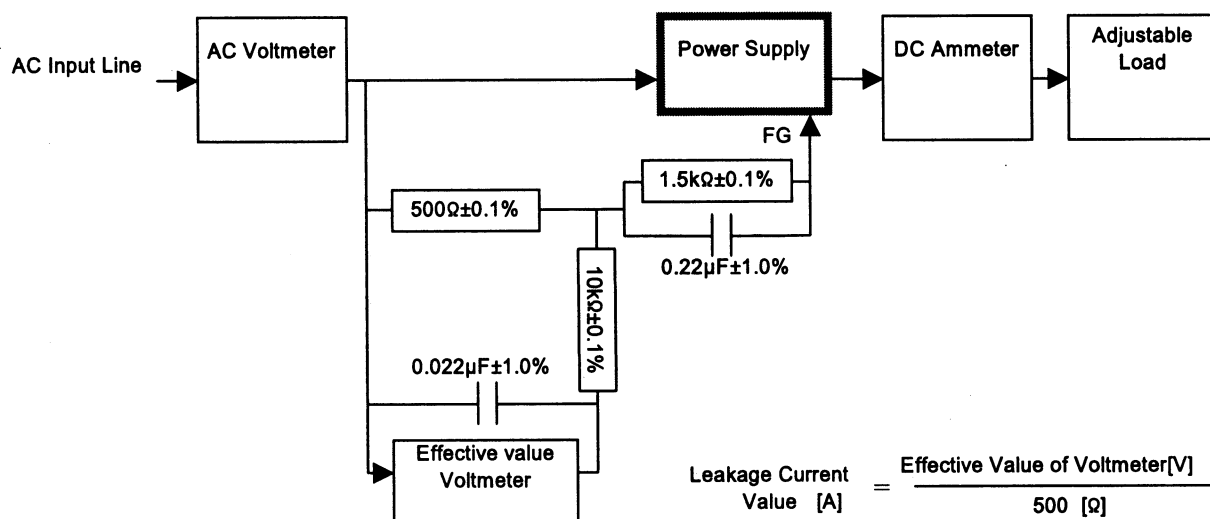 AC Input Line
AC Voltmeter
Power Supply
DC Ammeter
Adjustable
Load
FG
500Ω±0.1%
1.5kΩ±0.1%
0.22µF±1.0%
10kΩ±0.1%
0.022µF±1.0%
Effective value
Voltmeter
Leakage Current
Value [A]
=
Effective Value of Voltmeter[V]
500 [Ω]